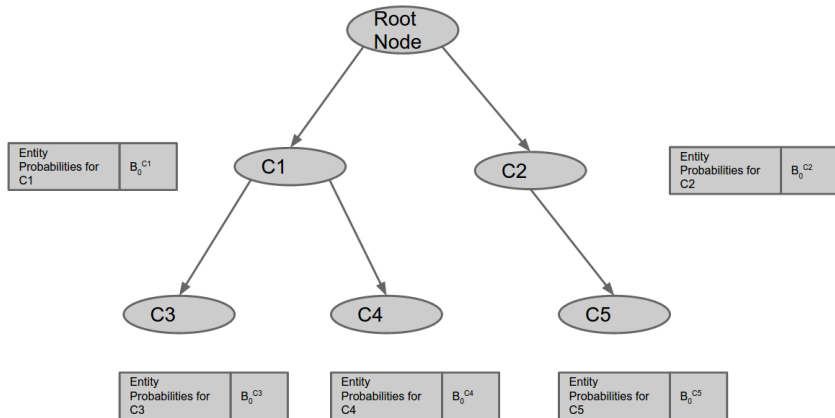 Root
Node
C1
C2
Entity
Probabilities for
C1
B₀ᶜ¹
Entity
Probabilities for
C2
B₀ᶜ²
C3
C4
C5
Entity
Probabilities for
C3
B₀ᶜ³
Entity
Probabilities for
C4
B₀ᶜ⁴
Entity
Probabilities for
C5
B₀ᶜ⁵